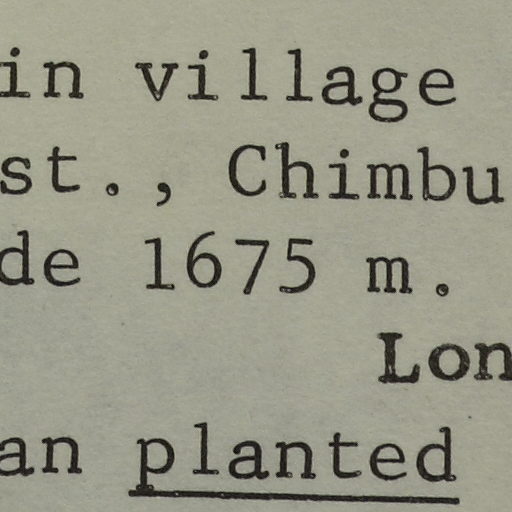 in village
st., Chimbu
de 1675 m.
Lon
an planted